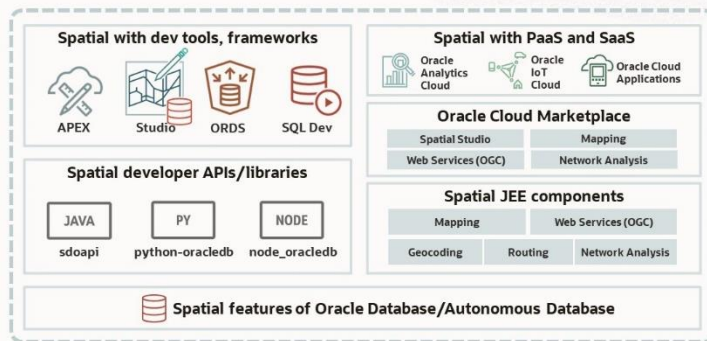 Spatial with dev tools, frameworks
APEX
Studio
ORDS
SQL Dev
Spatial developer APIs/libraries
JAVA
PY
NODE
sdoapi
python-oracledb
node_oracledb
Spatial with PaaS and SaaS
Oracle
Analytics
Cloud
Oracle
IoT
Cloud
Oracle Cloud
Applications
Oracle Cloud Marketplace
Spatial Studio
Mapping
Web Services (OGC)
Network Analysis
Spatial JEE components
Mapping
Web Services (OGC)
Geocoding
Routing
Network Analysis
Spatial features of Oracle Database/Autonomous Database